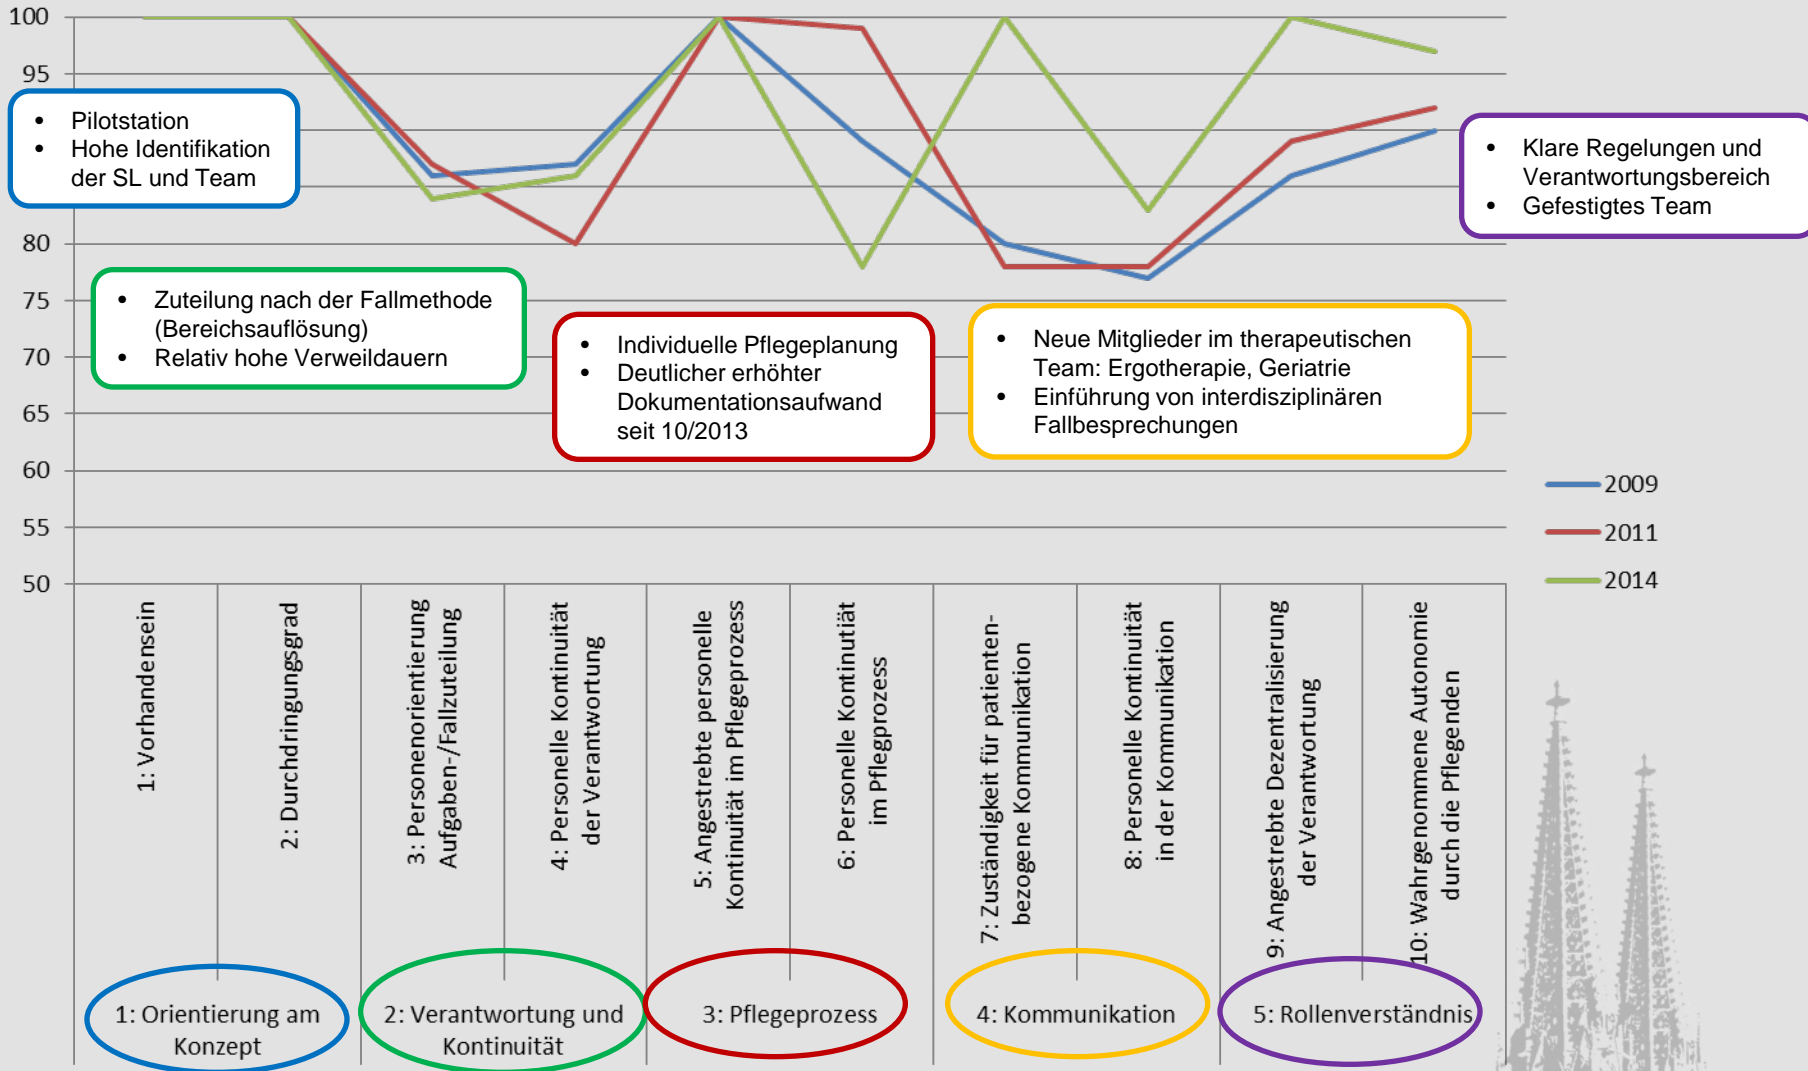 100
95
80
75
70
65
60
55
50
• Pilotstation
• Hohe Identifikation
der SL und Team
• Zuteilung nach der Fallmethode
(Bereichsauflösung)
• Relativ hohe Verweildauern
• Individuelle Pflegeplanung
• Deutlicher erhöhter
Dokumentationsaufwand
seit 10/2013
• Neue Mitglieder im therapeutischen
Team: Ergotherapie, Geriatrie
• Einführung von interdisziplinären
Fallbesprechungen
• Klare Regelungen und
Verantwortungsbereich
• Gefestigtes Team
2009
2011
2014
1: Vorhandensein
2: Durchdringungsgrad
3: Personenorientierung
Aufgaben-/Fallzuteilung
4: Personelle Kontinuität
der Verantwortung
5: Angestrebte personelle
Kontinuität im Pflegeprozess
6: Personelle Kontinutiät
im Pflegprozess
7: Zuständigkeit für patienten-
bezogene Kommunikation
8: Personelle Kontinuität
in der Kommunikation
9: Angestrebte Dezentralisierung
der Verantwortung
10: Wahrgenommene Autonomie
durch die Pflegenden
1: Orientierung am
Konzept
2: Verantwortung und
Kontinuität
3: Pflegeprozess
4: Kommunikation
5: Rollenverständnis